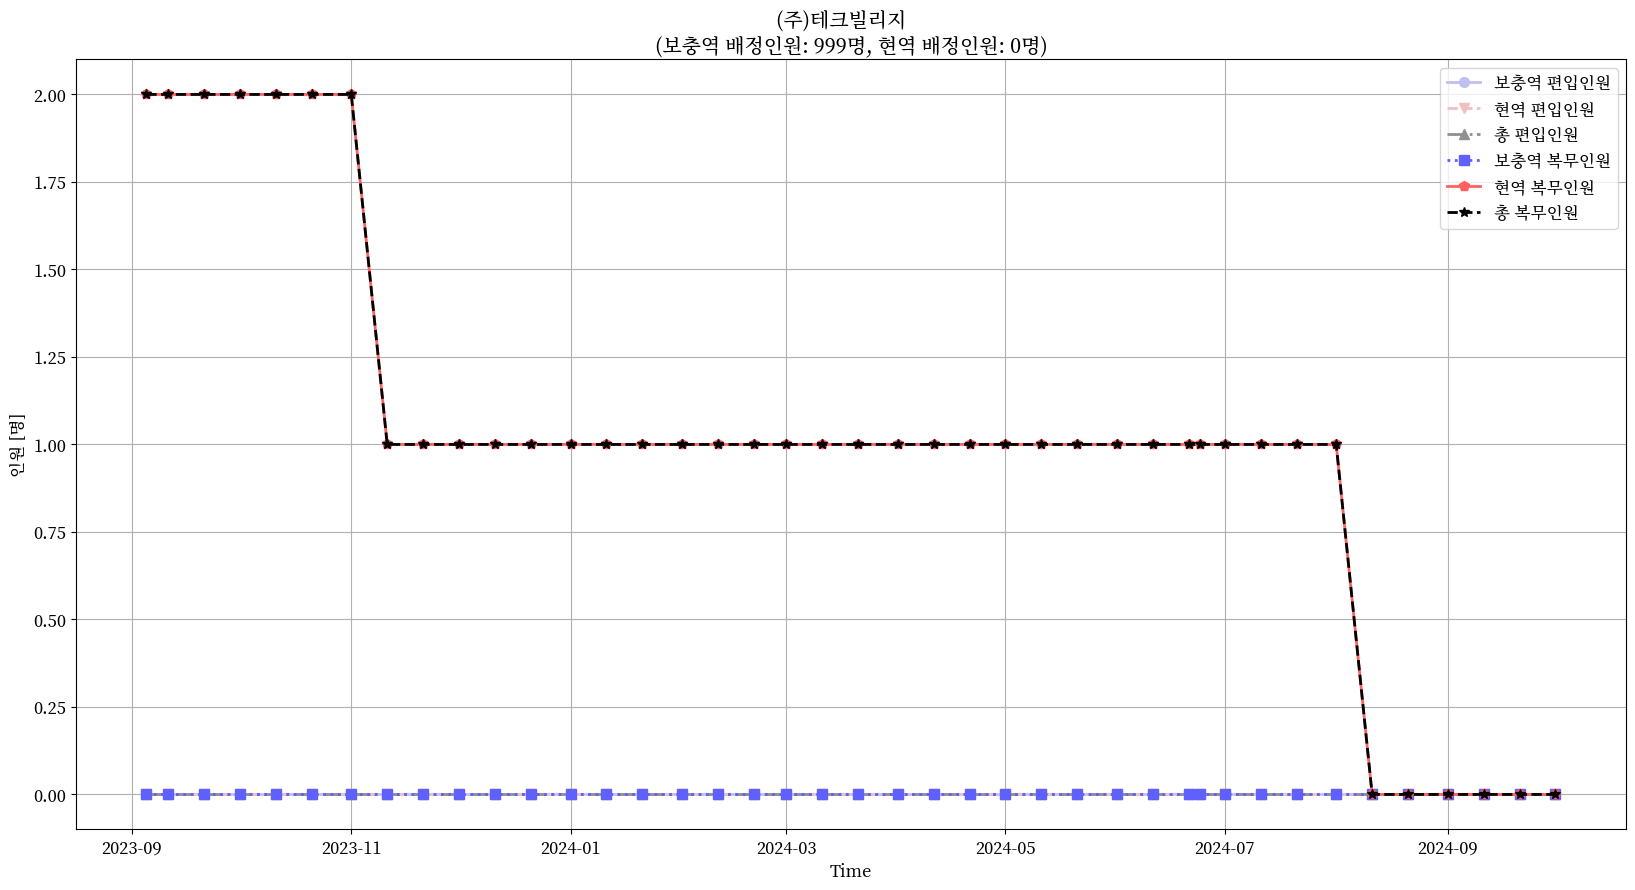 (주)테크빌리지
(보충역 배정인원: 999명, 현역 배정인원: 0명)
보충역 편입인원
현역 편입인원
총 편입인원
보충역 복무인원
현역 복무인원
총 복무인원
인원 [명]
2.00
1.75
1.50
1.25
1.00
0.75
0.50
0.25
0.00
2023-09
2023-11
2024-01
2024-03
2024-05
2024-07
2024-09
Time